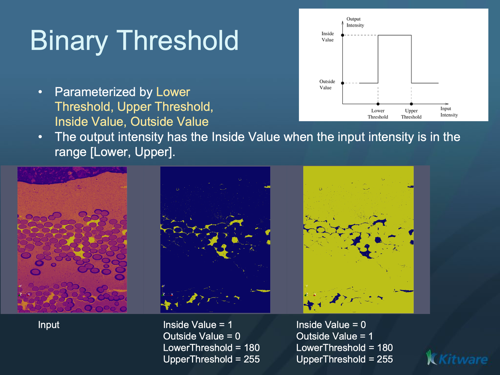 Binary Threshold
Output
Intensity
Inside
Value
Outside
Value
Lower
Threshold
Upper
Threshold
Input
Intensity
• Parameterized by Lower
Threshold, Upper Threshold,
Inside Value, Outside Value
• The output intensity has the Inside Value when the input intensity is in the
range [Lower, Upper].
Input
Inside Value = 1
Outside Value = 0
LowerThreshold = 180
UpperThreshold = 255
Inside Value = 0
Outside Value = 1
LowerThreshold = 180
UpperThreshold = 255
Kitware